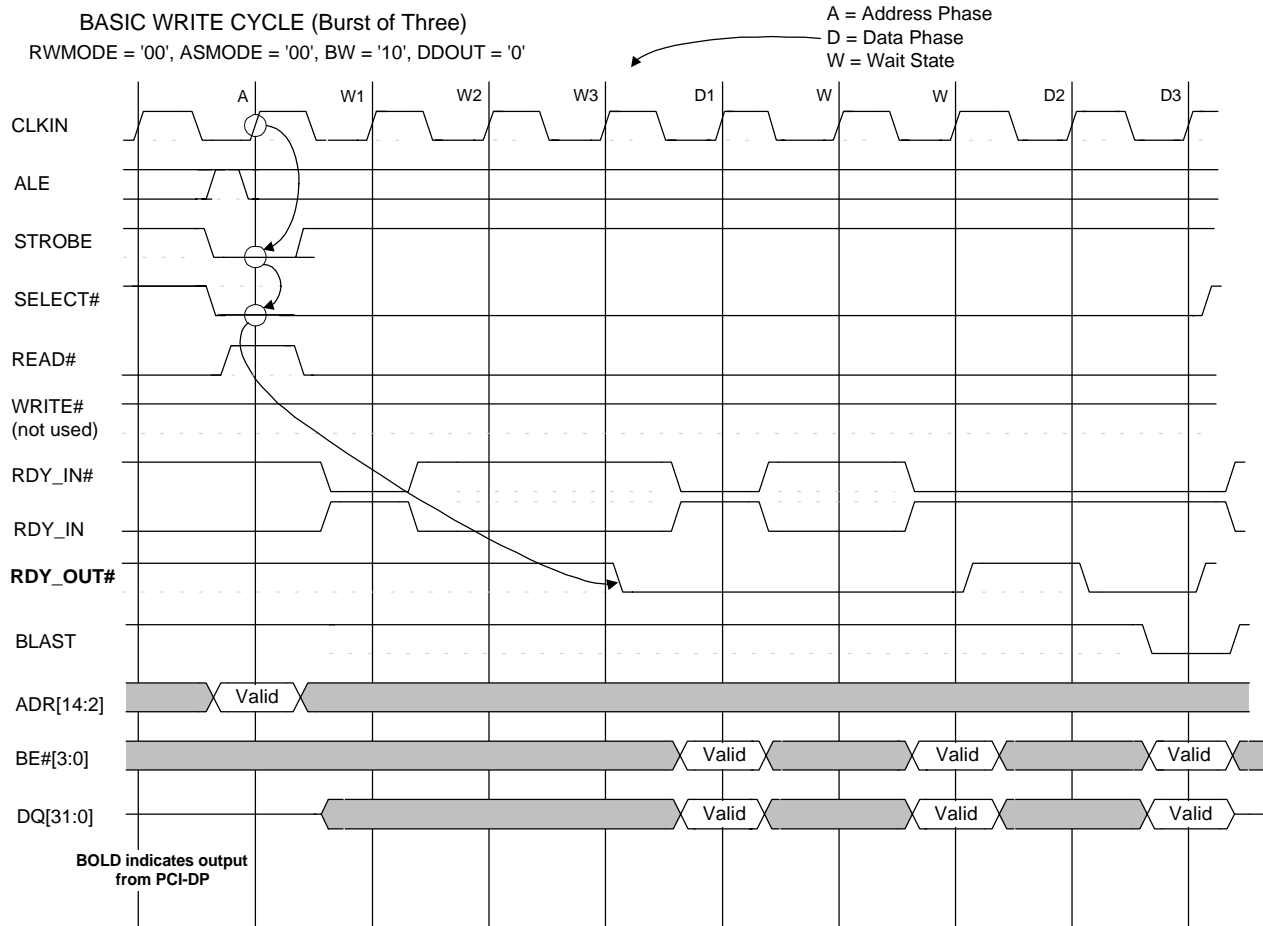 BASIC WRITE CYCLE (Burst of Three)
RWMODE = '00', ASMODE = '00', BW = '10', DDOUT = '0'
A = Address Phase
D = Data Phase
W = Wait State
A W1 W2 W3 D1 W W D2 D3
CLKIN
ALE
STROBE
SELECT#
READ#
WRITE#
(not used)
RDY_IN#
RDY_IN
RDY_OUT#
BLAST
ADR[14:2] Valid
BE#[3:0] Valid Valid Valid
DQ[31:0] Valid Valid Valid
BOLD indicates output
from PCI-DP